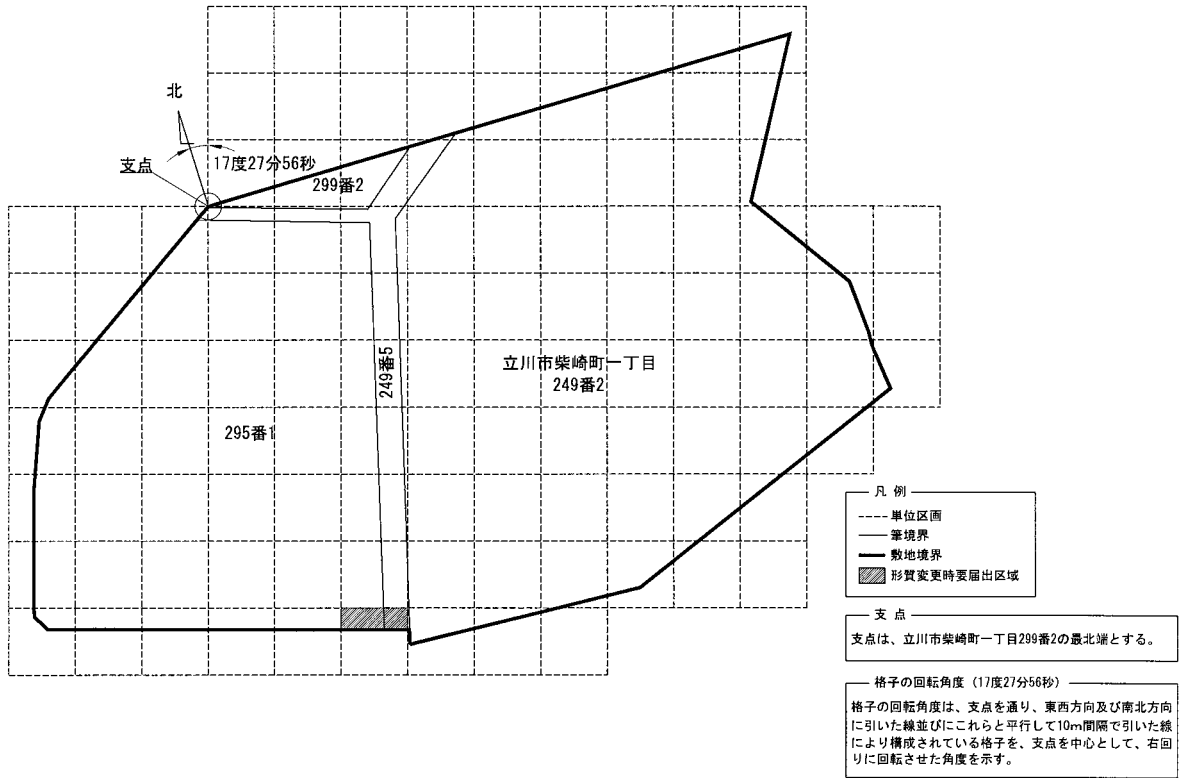 北
支点
17度27分56秒
299番2
249番5
立川市柴崎町一丁目
249番2
295番1
凡 例
単位区画
筆境界
敷地境界
形質変更時要届出区域
支 点
支点は、立川市柴崎町一丁目299番2の最北端とする。
格子の回転角度（17度27分56秒）
格子の回転角度は、支点を通り、東西方向及び南北方向
に引いた線並びにこれらと平行して10m間隔で引いた線
により構成されている格子を、支点を中心として、右回
りに回転させた角度を示す。